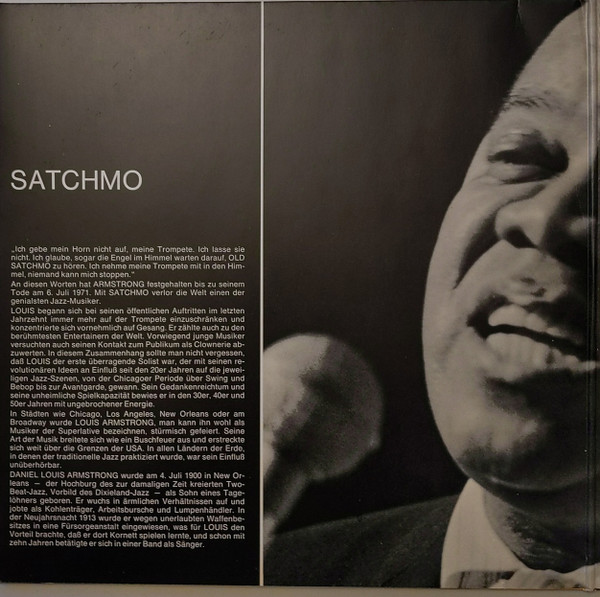 SATCHMO
„Ich gebe mein Horn nicht auf, meine Trompete. Ich lasse sie
nicht. Ich glaube, sogar die Engel im Himmel warten darauf, OLD
SATCHMO zu hören. Ich nehme meine Trompete mit in den Him-
mel, niemand kann mich stoppen.“
An diesen Worten hat ARMSTRONG festgehalten bis zu seinem
Tode am 6. Juli 1971. Mit SATCHMO verlor die Welt einen der
genialsten Jazz-Musiker.
LOUIS begann sich bei seinen öffentlichen Auftritten im letzten
Jahrzehnt immer mehr auf der Trompete einzuschränken und
konzentrierte sich vornehmlich auf Gesang. Er zählte auch zu den
berühmtesten Entertainern der Welt. Vorwiegend junge Musiker
versuchten auch seinen Kontakt zum Publikum als Clownerie ab-
zuwerten. In diesem Zusammenhang sollte man nicht vergessen,
daß LOUIS der erste überragende Solist war, der mit seinen re-
volutionären Ideen an Einfluß seit den 20er Jahren auf die jewei-
ligen Jazz-Szenen, von der Chicagoer Periode über Swing und
Bebop bis zur Avantgarde, gewann. Sein Gedankenreichtum und
seine unheimliche Spielkapazität bewies er in den 30er, 40er und
50er Jahren mit ungebrochener Energie.
In Städten wie Chicago, Los Angeles, New Orleans oder am
Broadway wurde LOUIS ARMSTRONG, man kann ihn wohl als
Musiker der Superlative bezeichnen, stürmisch gefeiert. Seine
Art der Musik breitete sich wie ein Buschfeuer aus und erstreckte
sich weit über die Grenzen der USA. In allen Ländern der Erde,
in denen der traditionelle Jazz praktiziert wurde, war sein Einfluß
unüberhörbar.
DANIEL LOUIS ARMSTRONG wurde am 4. Juli 1900 in New Or-
leans — der Hochburg des zur damaligen Zeit kreierten Two-
Beat-Jazz, Vorbild des Dixieland-Jazz — als Sohn eines Tage-
löhners geboren. Er wuchs in ärmlichen Verhältnissen auf und
jobte als Kohlenträger, Arbeitsbursche und Lumpenhändler. In
der Neujahrsnacht 1913 wurde er wegen unerlaubten Waffenbe-
sitzes in eine Fürsorgeanstalt eingewiesen, was für LOUIS den
Vorteil brachte, daß er dort Kornett spielen lernte, und schon mit
zehn Jahren betätigte er sich in einer Band als Sänger.